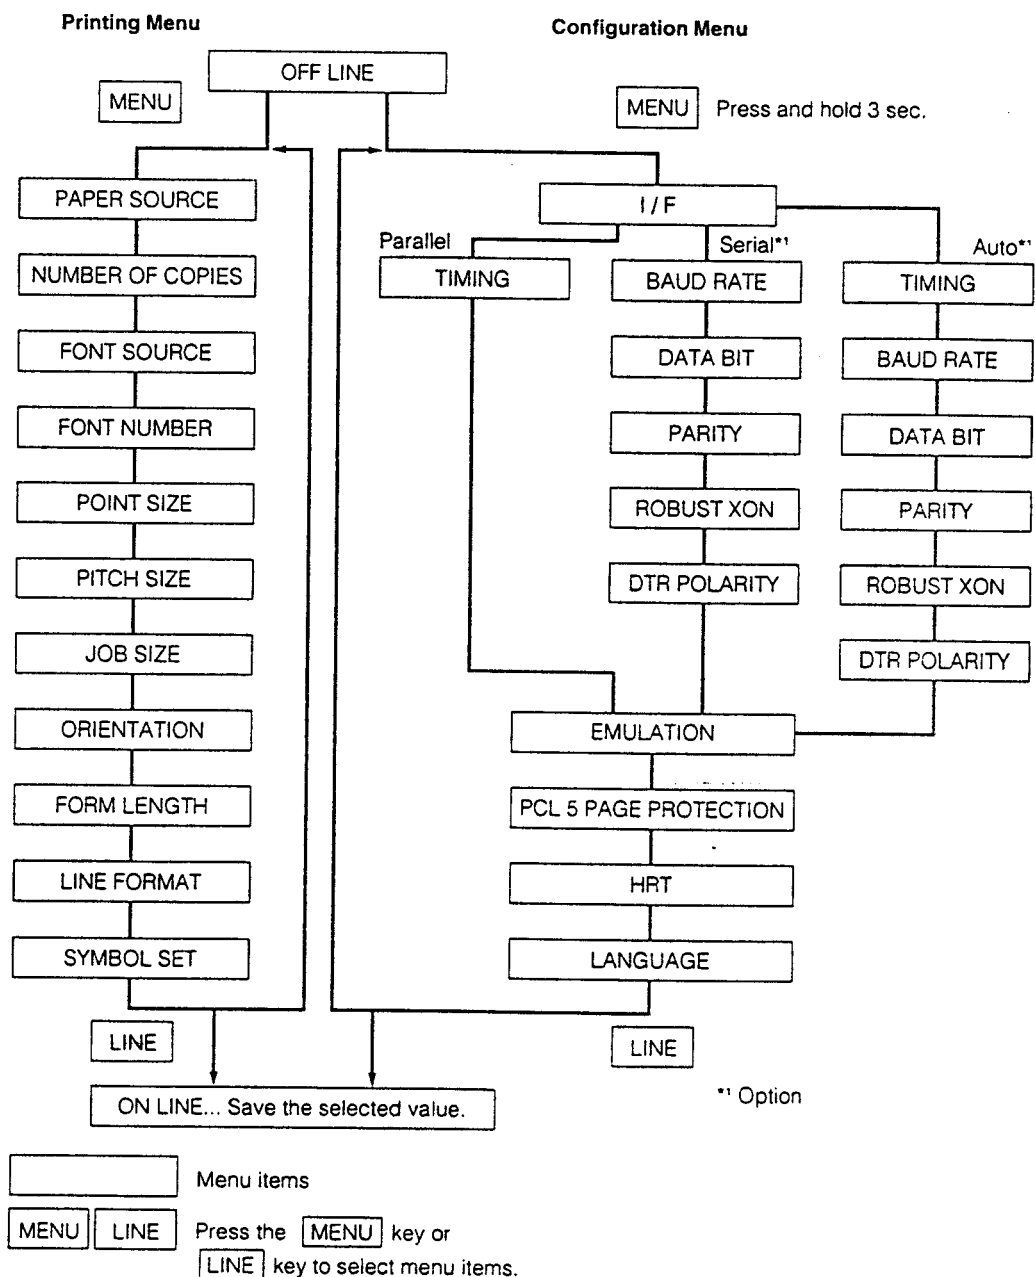 Printing Menu
Configuration Menu
OFF LINE
MENU
MENU Press and hold 3 sec.
PAPER SOURCE
NUMBER OF COPIES
FONT SOURCE
FONT NUMBER
POINT SIZE
PITCH SIZE
JOB SIZE
ORIENTATION
FORM LENGTH
LINE FORMAT
SYMBOL SET
LINE
I / F
Parallel
TIMING
Serial*1
BAUD RATE
DATA BIT
PARITY
ROBUST XON
DTR POLARITY
Auto*1
TIMING
BAUD RATE
DATA BIT
PARITY
ROBUST XON
DTR POLARITY
EMULATION
PCL 5 PAGE PROTECTION
HRT
LANGUAGE
LINE
ON LINE... Save the selected value.
*1 Option
Menu items
MENU LINE Press the MENU key or
LINE key to select menu items.